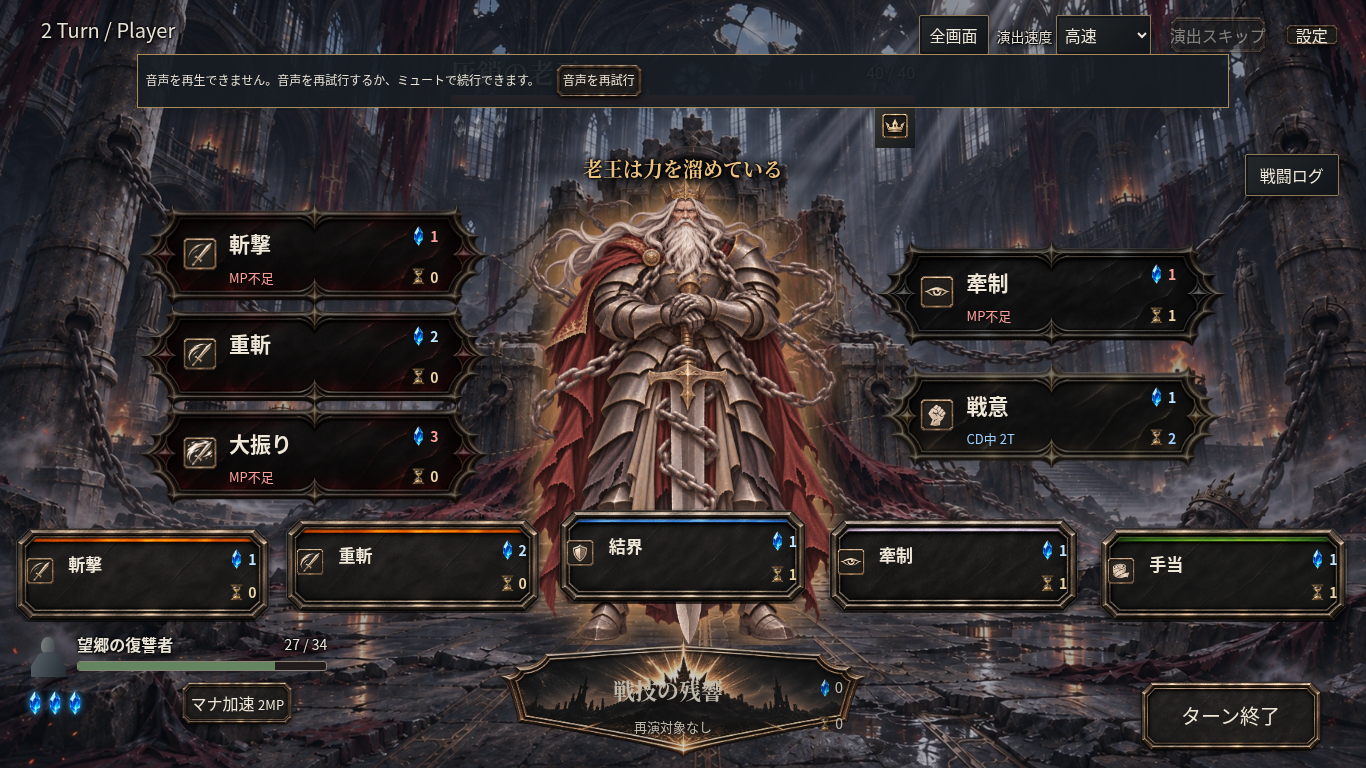 2 Turn / Player
全画面
演出速度
高速
演出スキップ
設定
音声を再生できません。音声を再試行するか、ミュートで続行できます。
音声を再試行
40 / 40
老王は力を溜めている
戦闘ログ
斬撃
1
MP不足
0
重斬
2
0
大振り
3
MP不足
0
牽制
1
MP不足
1
戦意
1
CD中 2T
2
斬撃
1
0
重斬
2
0
結界
1
1
牽制
1
1
手当
1
1
望郷の復讐者
27 / 34
マナ加速 2MP
戦技の残響
0
再演対象なし
0
ターン終了